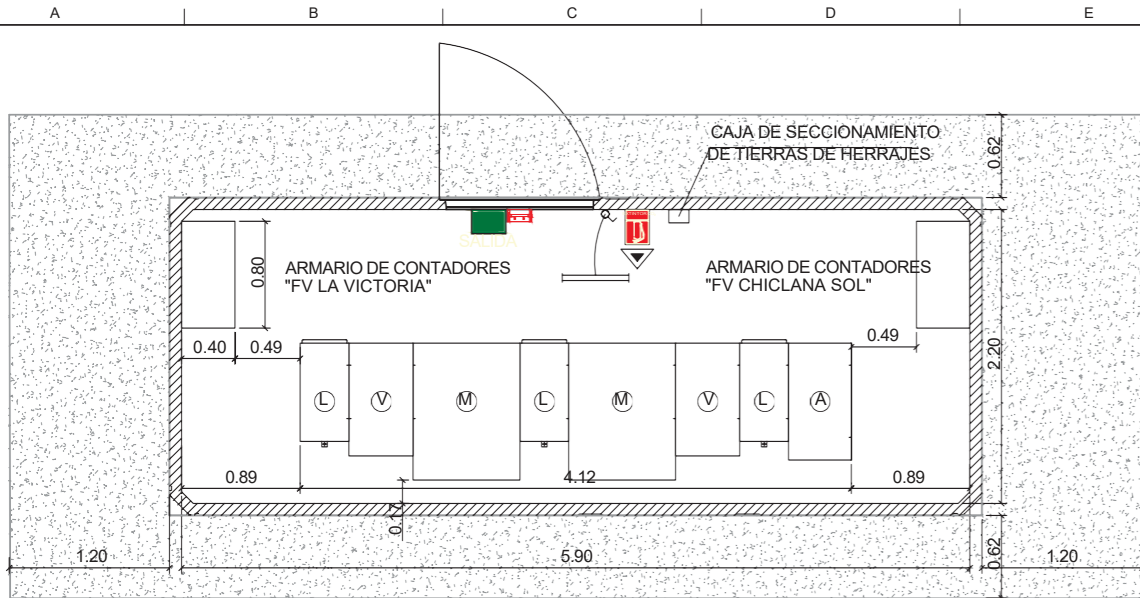 A B C D E
CAJA DE SECCIONAMIENTO
DE TIERRAS DE HERRAJES
0.62
SALIDA
0.80
ARMARIO DE CONTADORES
"FV LA VICTORIA"
ARMARIO DE CONTADORES
"FV CHICLANA SOL"
0.40 0.49 0.49
2.20
L V M L M V L A
0.89 4.12 0.89
0.17
1.20 5.90 0.62 1.20